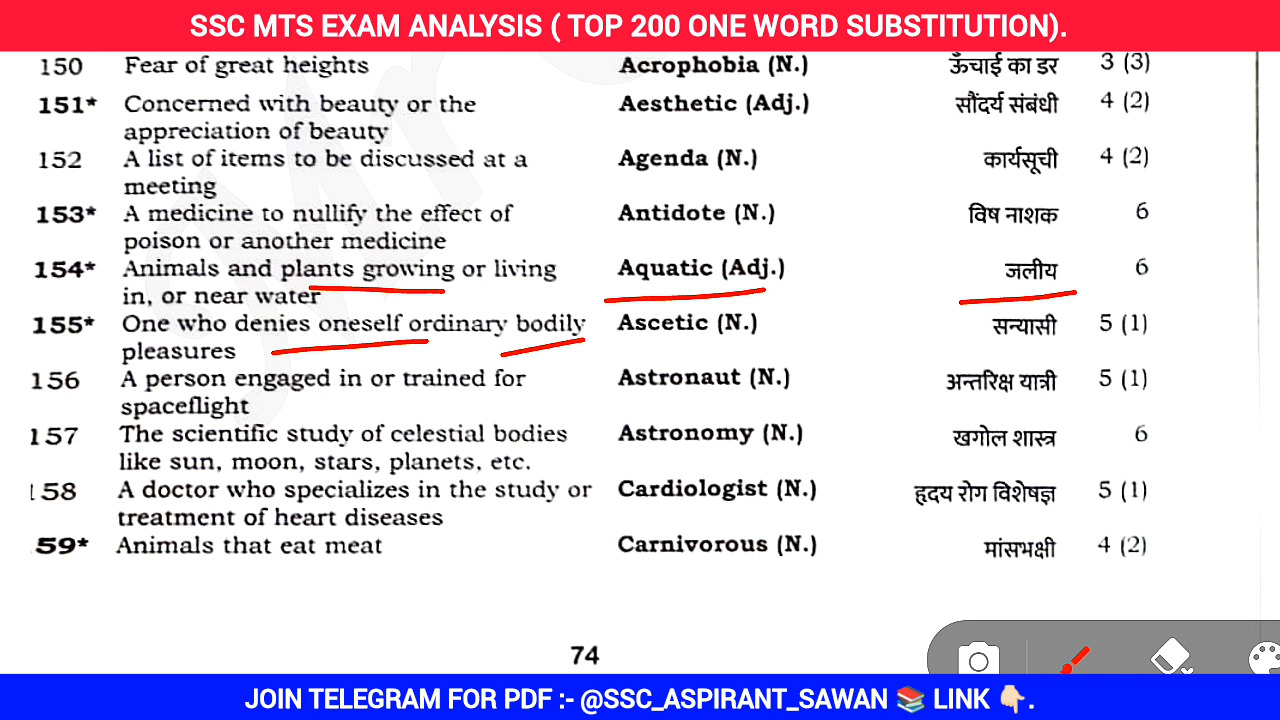 SSC MTS EXAM ANALYSIS ( TOP 200 ONE WORD SUBSTITUTION).
150 Fear of great heights Acrophobia (N.) ऊँचाई का डर 3 (3)
151* Concerned with beauty or the Aesthetic (Adj.) सौंदर्य संबंधी 4 (2)
appreciation of beauty
152 A list of items to be discussed at a Agenda (N.) कार्यसूची 4 (2)
meeting
153* A medicine to nullify the effect of Antidote (N.) विष नाशक 6
poison or another medicine
154* Animals and plants growing or living Aquatic (Adj.) जलीय 6
in, or near water
155* One who denies oneself ordinary bodily Ascetic (N.) सन्यासी 5 (1)
pleasures
156 A person engaged in or trained for Astronaut (N.) अन्तरिक्ष यात्री 5 (1)
spaceflight
157 The scientific study of celestial bodies Astronomy (N.) खगोल शास्त्र 6
like sun, moon, stars, planets, etc.
158 A doctor who specializes in the study or Cardiologist (N.) हृदय रोग विशेषज्ञ 5 (1)
treatment of heart diseases
59* Animals that eat meat Carnivorous (N.) मांसभक्षी 4 (2)
74
JOIN TELEGRAM FOR PDF :- @SSC_ASPIRANT_SAWAN 📚 LINK 👇🏻.